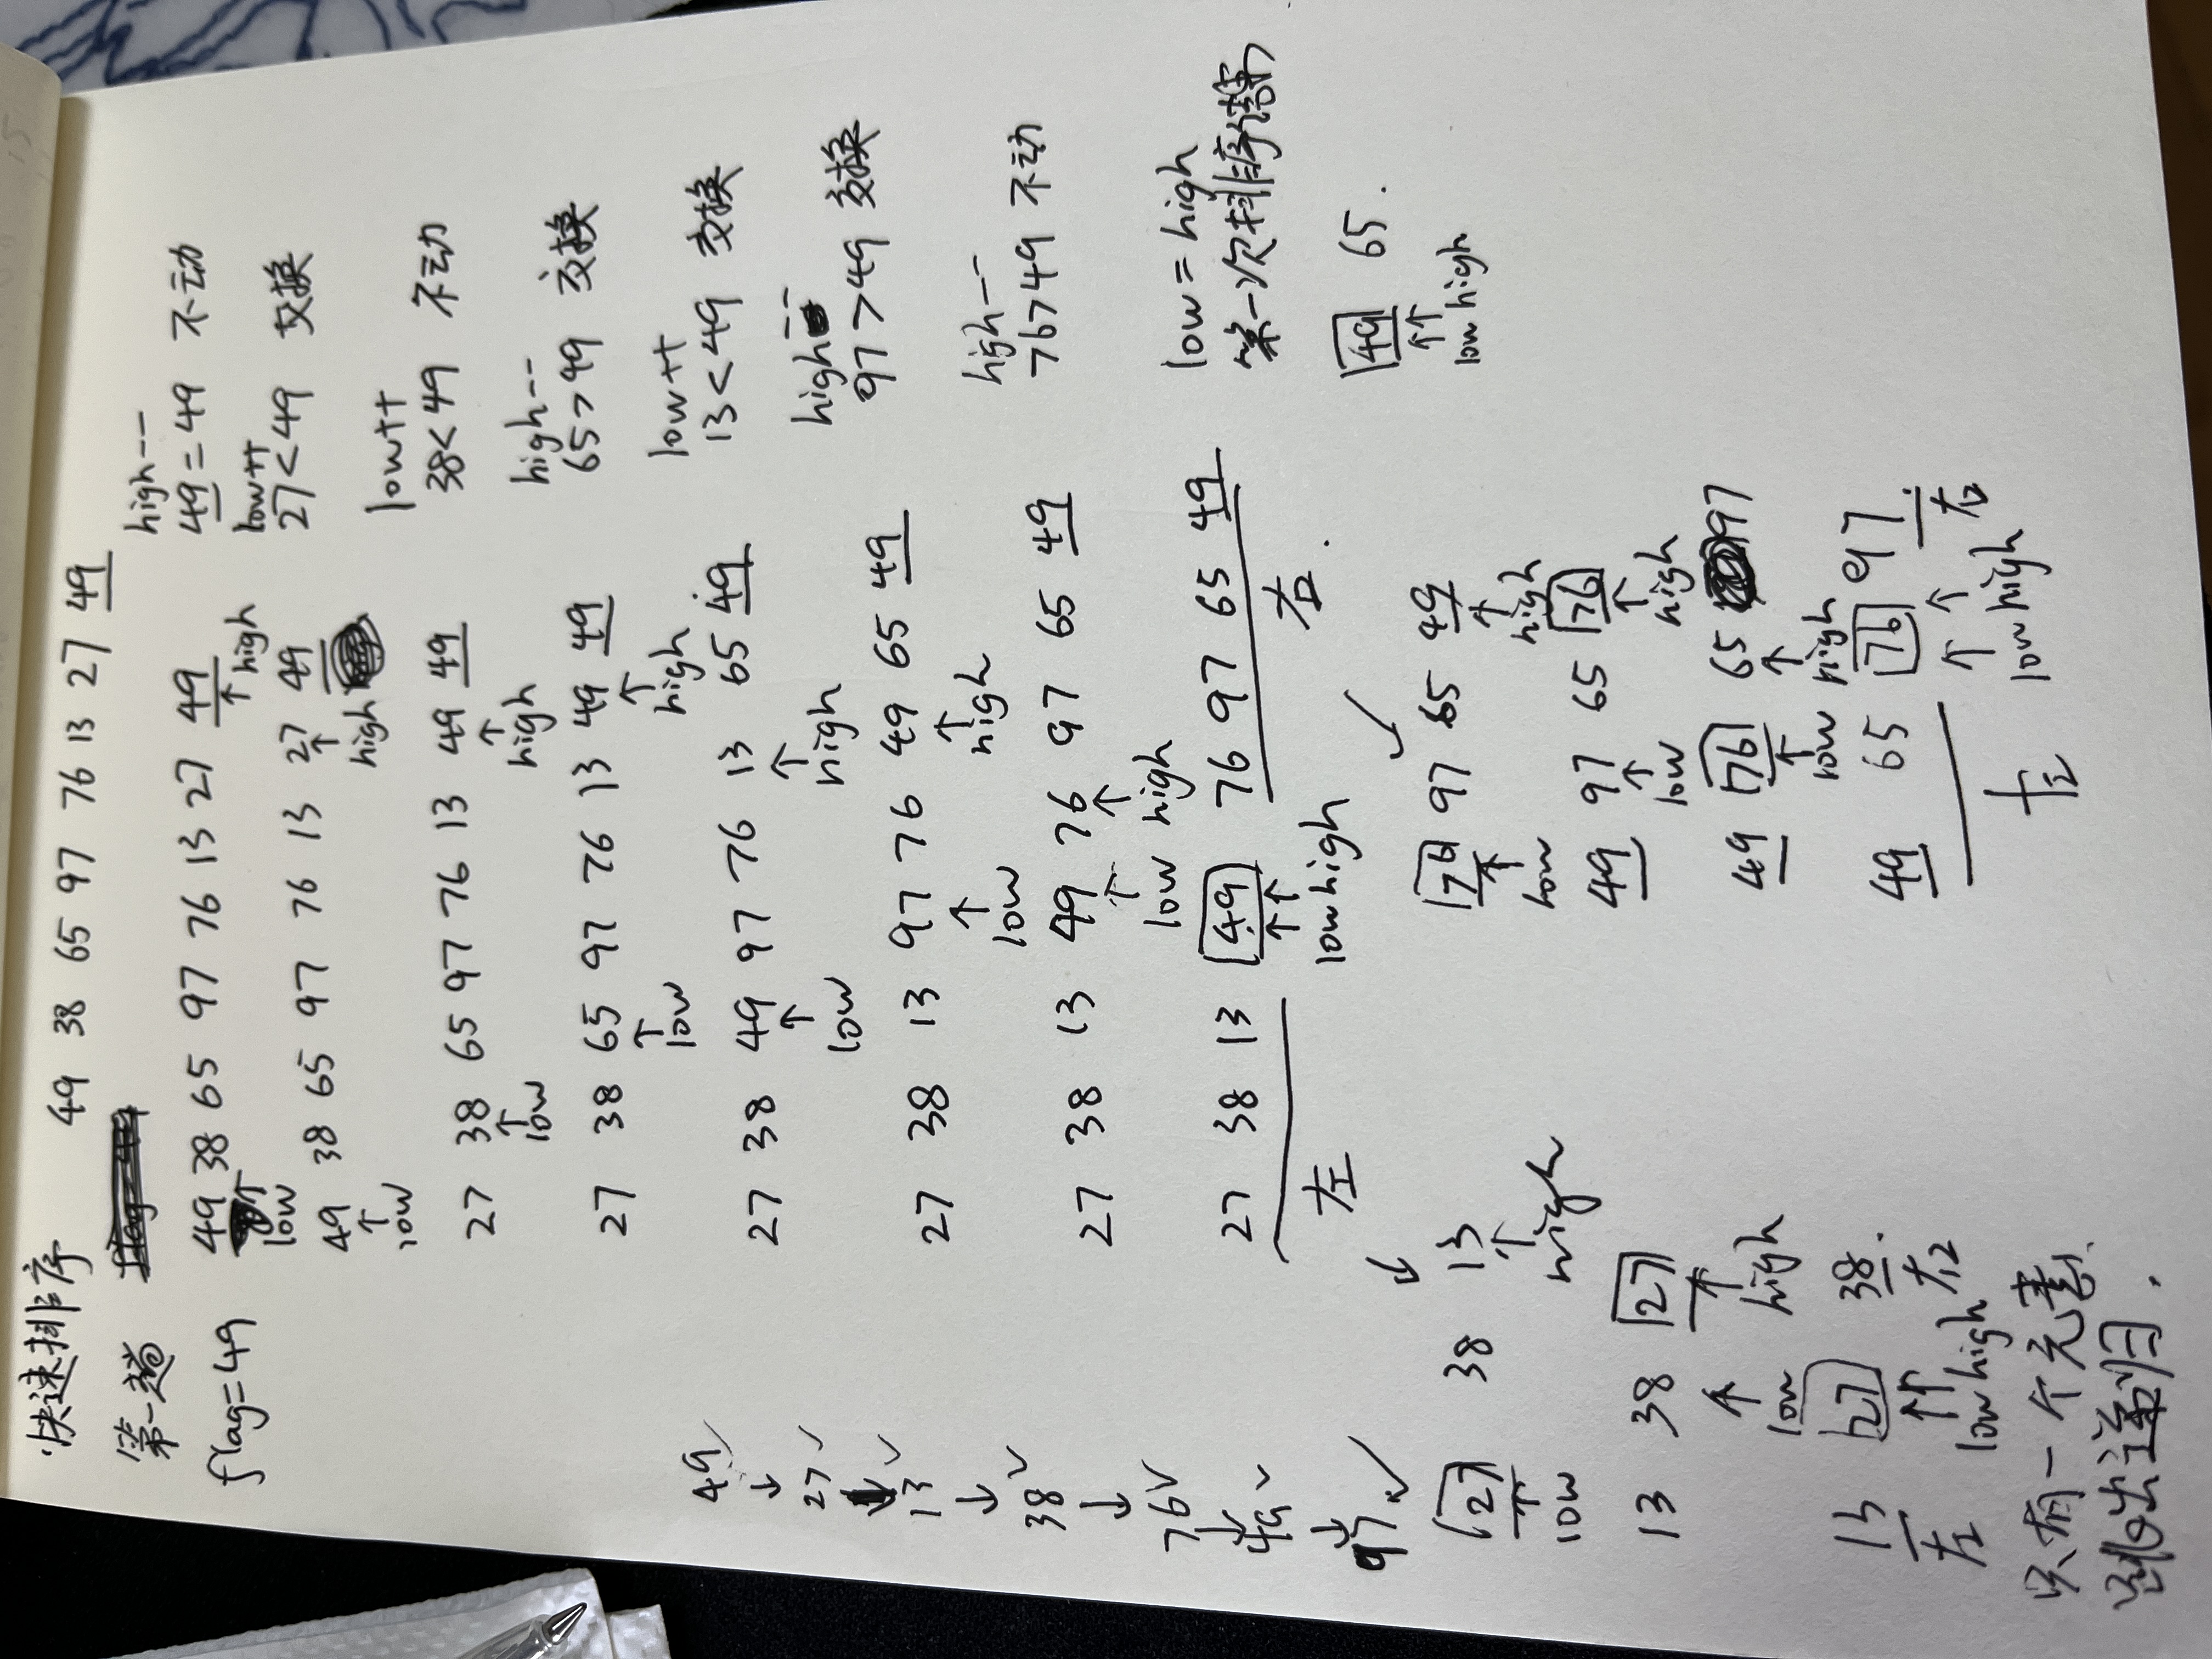 快速排序 49 38 65 97 76 13 27 49
第一趟
flag=49 49 38 65 97 76 13 27 49
low high
high--
49=49 不动
low++
27<49 交换
49 38 65 97 76 13 27 49
low high
27 38 65 97 76 13 49 49
low high
low++
38<49 不动
27 38 65 97 76 13 49 49
low high
high--
65>49 交换
27 38 49 97 76 13 65 49
low high
low++
13<49 交换
27 38 13 97 76 49 65 49
low high
high--
97>49 交换
27 38 13 49 76 97 65 49
low high
high--
76>49 不动
27 38 13 49 76 97 65 49
左 low high 右
low=high
第一次排序结束
49
↓
27
↓
13
↓
38
↓
76
↓
49
↓
97
27 38 13
low high
13 38 27
low high
13 27 38
左 low high 右
只有一个元素
跳出递归.
76 97 65 49
low high
49 97 65 76
low high
49 76 65 97
low high
49 65 76 97
左 low high 右
49 65
low high